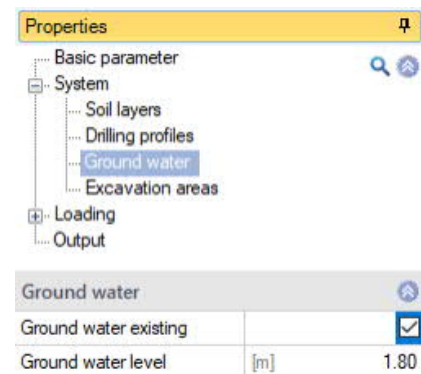 Properties
Basic parameter
System
Soil layers
Drilling profiles
Ground water
Excavation areas
Loading
Output
Ground water
Ground water existing
Ground water level [m] 1.80